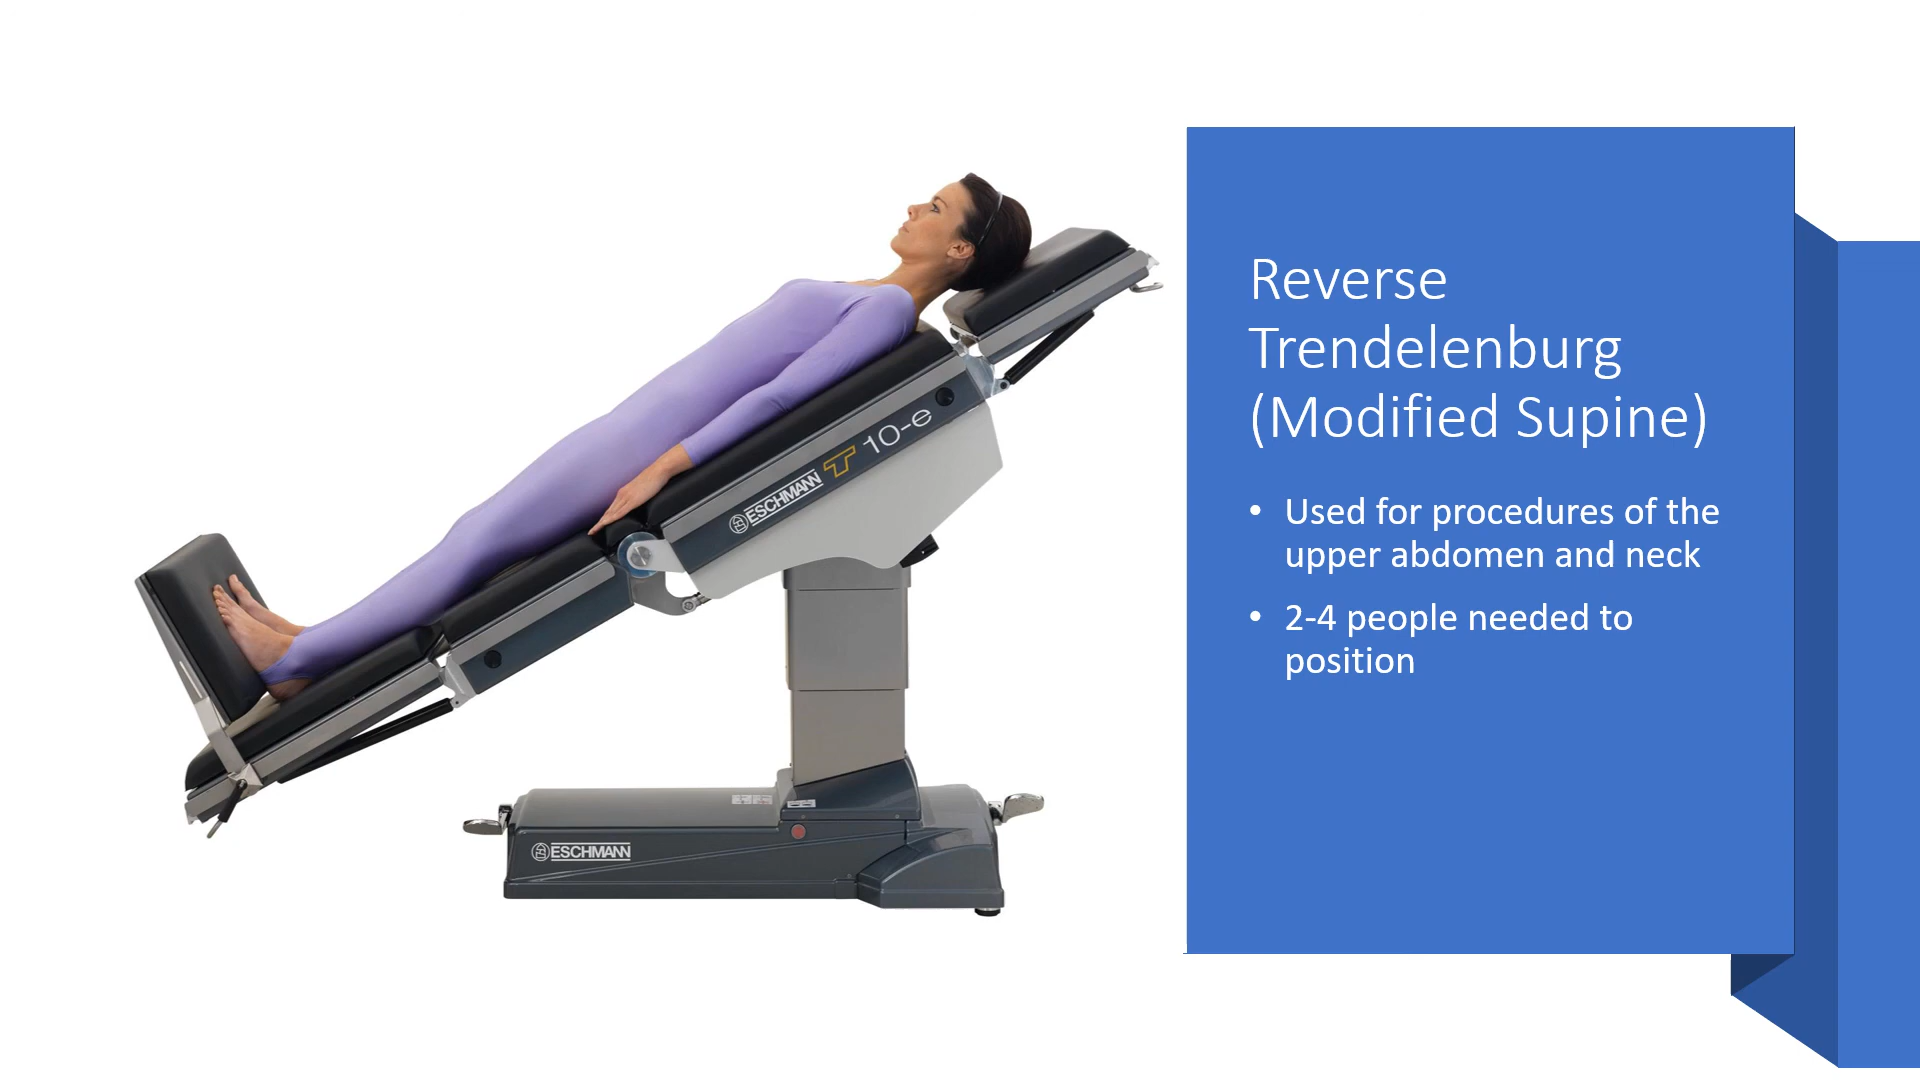 ESCHMANN T 10-e
ESCHMANN
Reverse
Trendelenburg
(Modified Supine)
• Used for procedures of the
upper abdomen and neck
• 2-4 people needed to
position